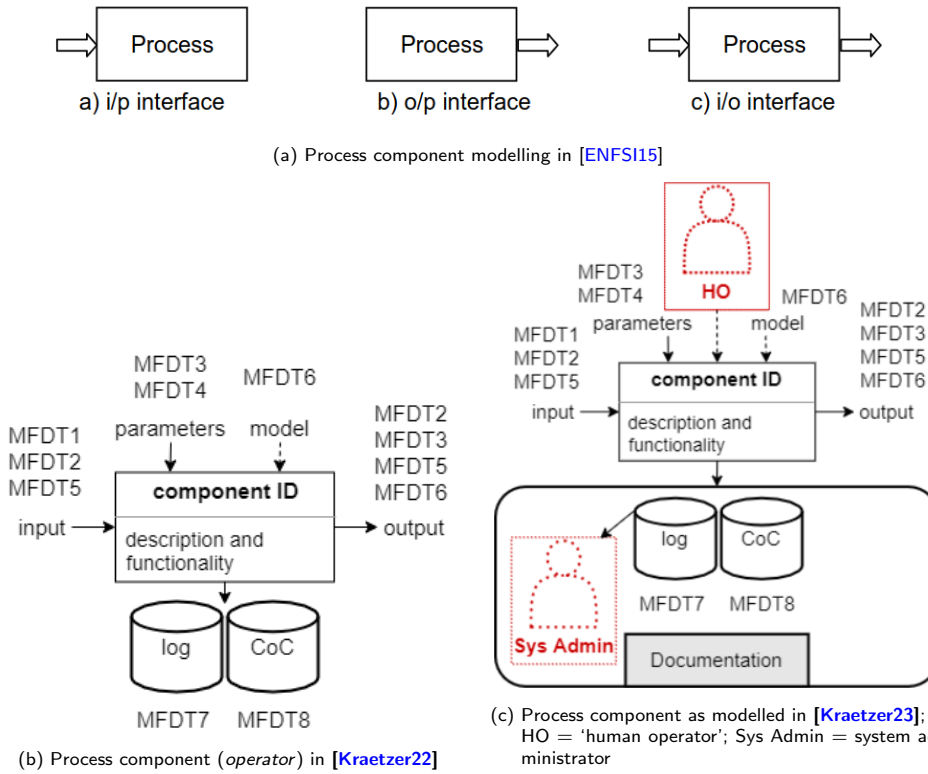 Process
Process
Process
a) i/p interface
b) o/p interface
c) i/o interface
(a) Process component modelling in [ENFSI15]
MFDT3
MFDT4
parameters
MFDT6
model
MFDT1
MFDT2
MFDT5
input
component ID
description and
functionality
MFDT2
MFDT3
MFDT5
MFDT6
output
log
CoC
MFDT7
MFDT8
(b) Process component (operator) in [Kraetzer22]
HO
MFDT3
MFDT4
parameters
MFDT6
model
MFDT1
MFDT2
MFDT5
input
component ID
description and
functionality
MFDT2
MFDT3
MFDT5
MFDT6
output
log
CoC
MFDT7
MFDT8
Sys Admin
Documentation
(c) Process component as modelled in [Kraetzer23];
HO = ‘human operator’; Sys Admin = system a
ministrator